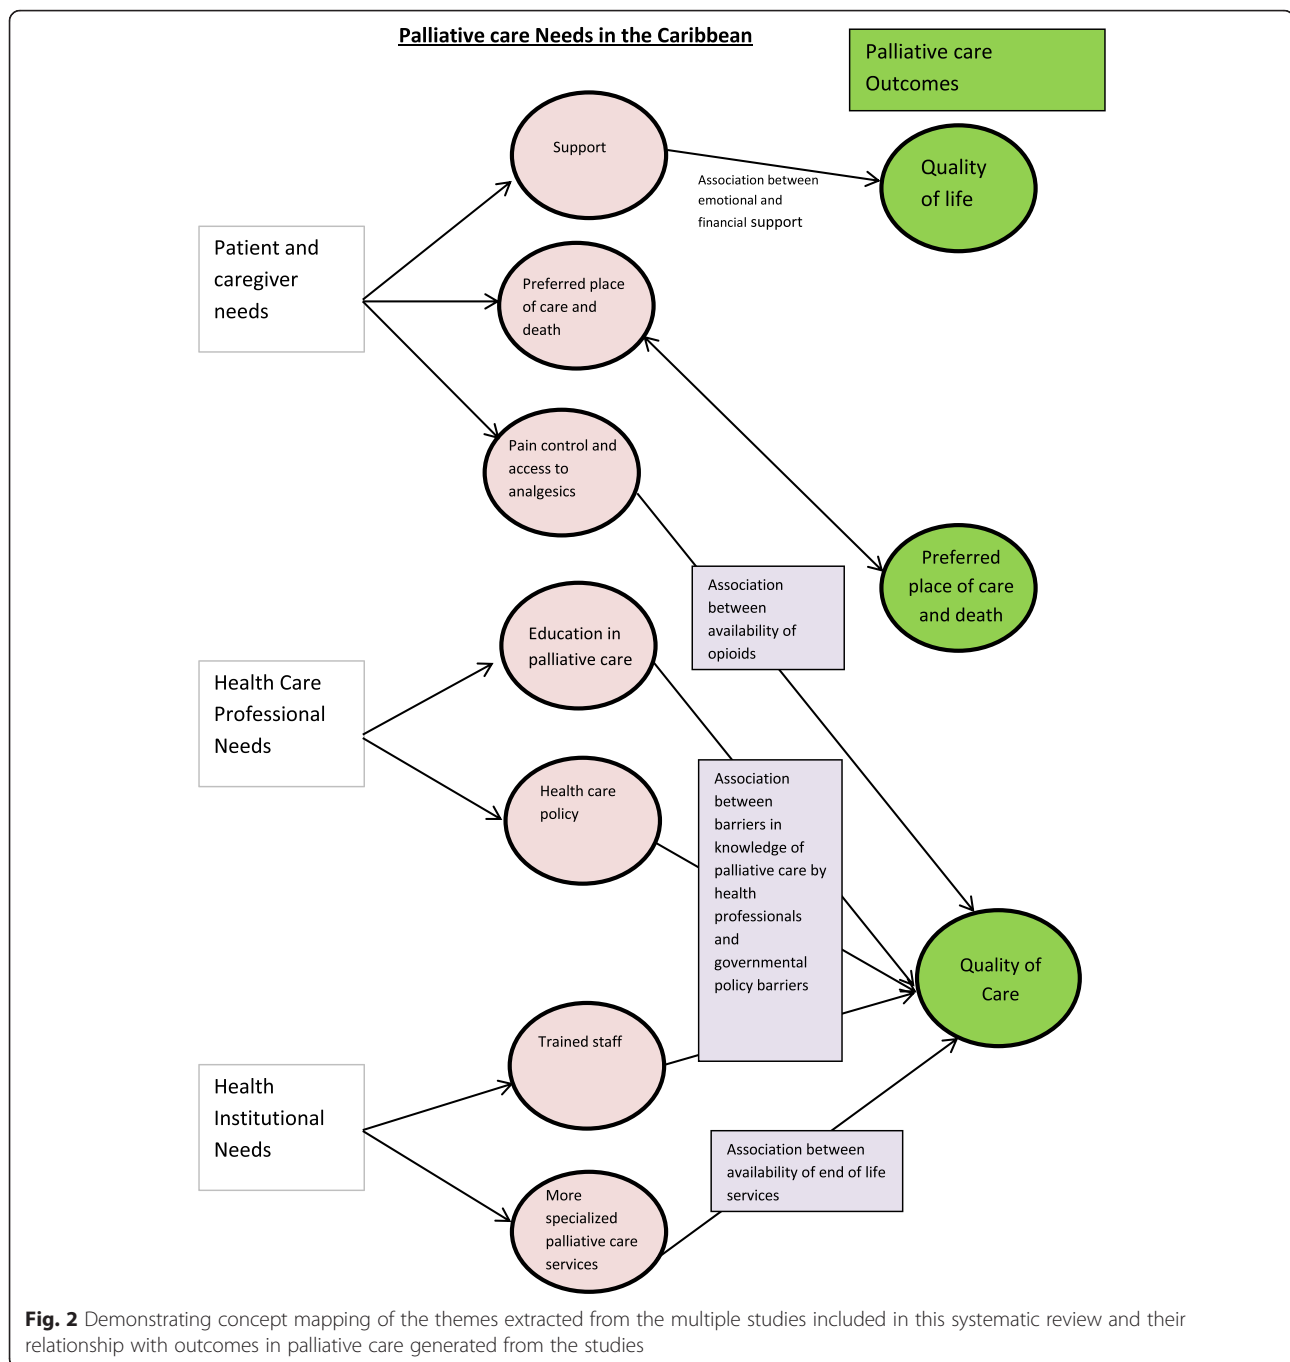 Palliative care Needs in the Caribbean
Palliative care
Outcomes
Support
Quality
of life
Association between
emotional and
financial support
Patient and
caregiver
needs
Preferred place
of care and
death
Pain control and
access to
analgesics
Preferred
place of care
and death
Association
between
availability of
opioids
Education in
palliative care
Health Care
Professional
Needs
Health care
policy
Association
between
barriers in
knowledge of
palliative care by
health
professionals
and
governmental
policy barriers
Quality of
Care
Trained staff
Health
Institutional
Needs
Association between
availability of end of life
services
More
specialized
palliative care
services
Fig. 2 Demonstrating concept mapping of the themes extracted from the multiple studies included in this systematic review and their
relationship with outcomes in palliative care generated from the studies